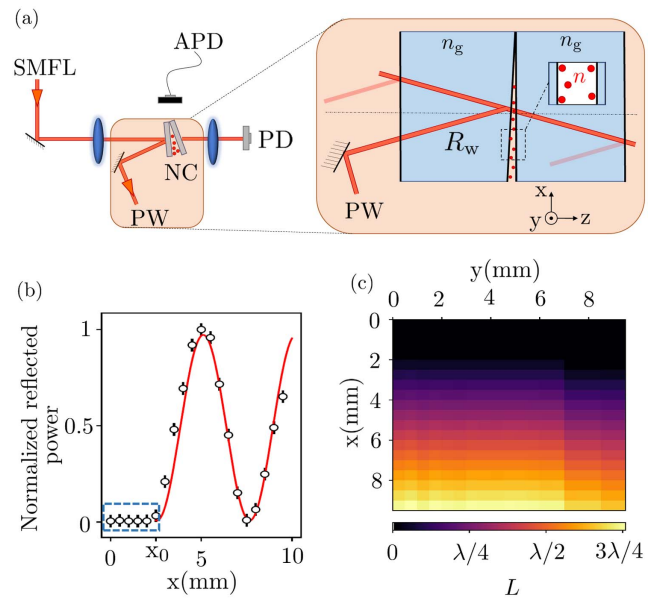 (a)
APD
SMFL
PD
NC
PW
n_g n_g
n
R_w
PW
x
y z
(b)
Normalized reflected
power
1
0.5
0
0 x_0 5 10
x(mm)
(c)
y(mm)
0 2 4 6 8
x(mm)
0
2
4
6
8
0 λ/4 λ/2 3λ/4
L